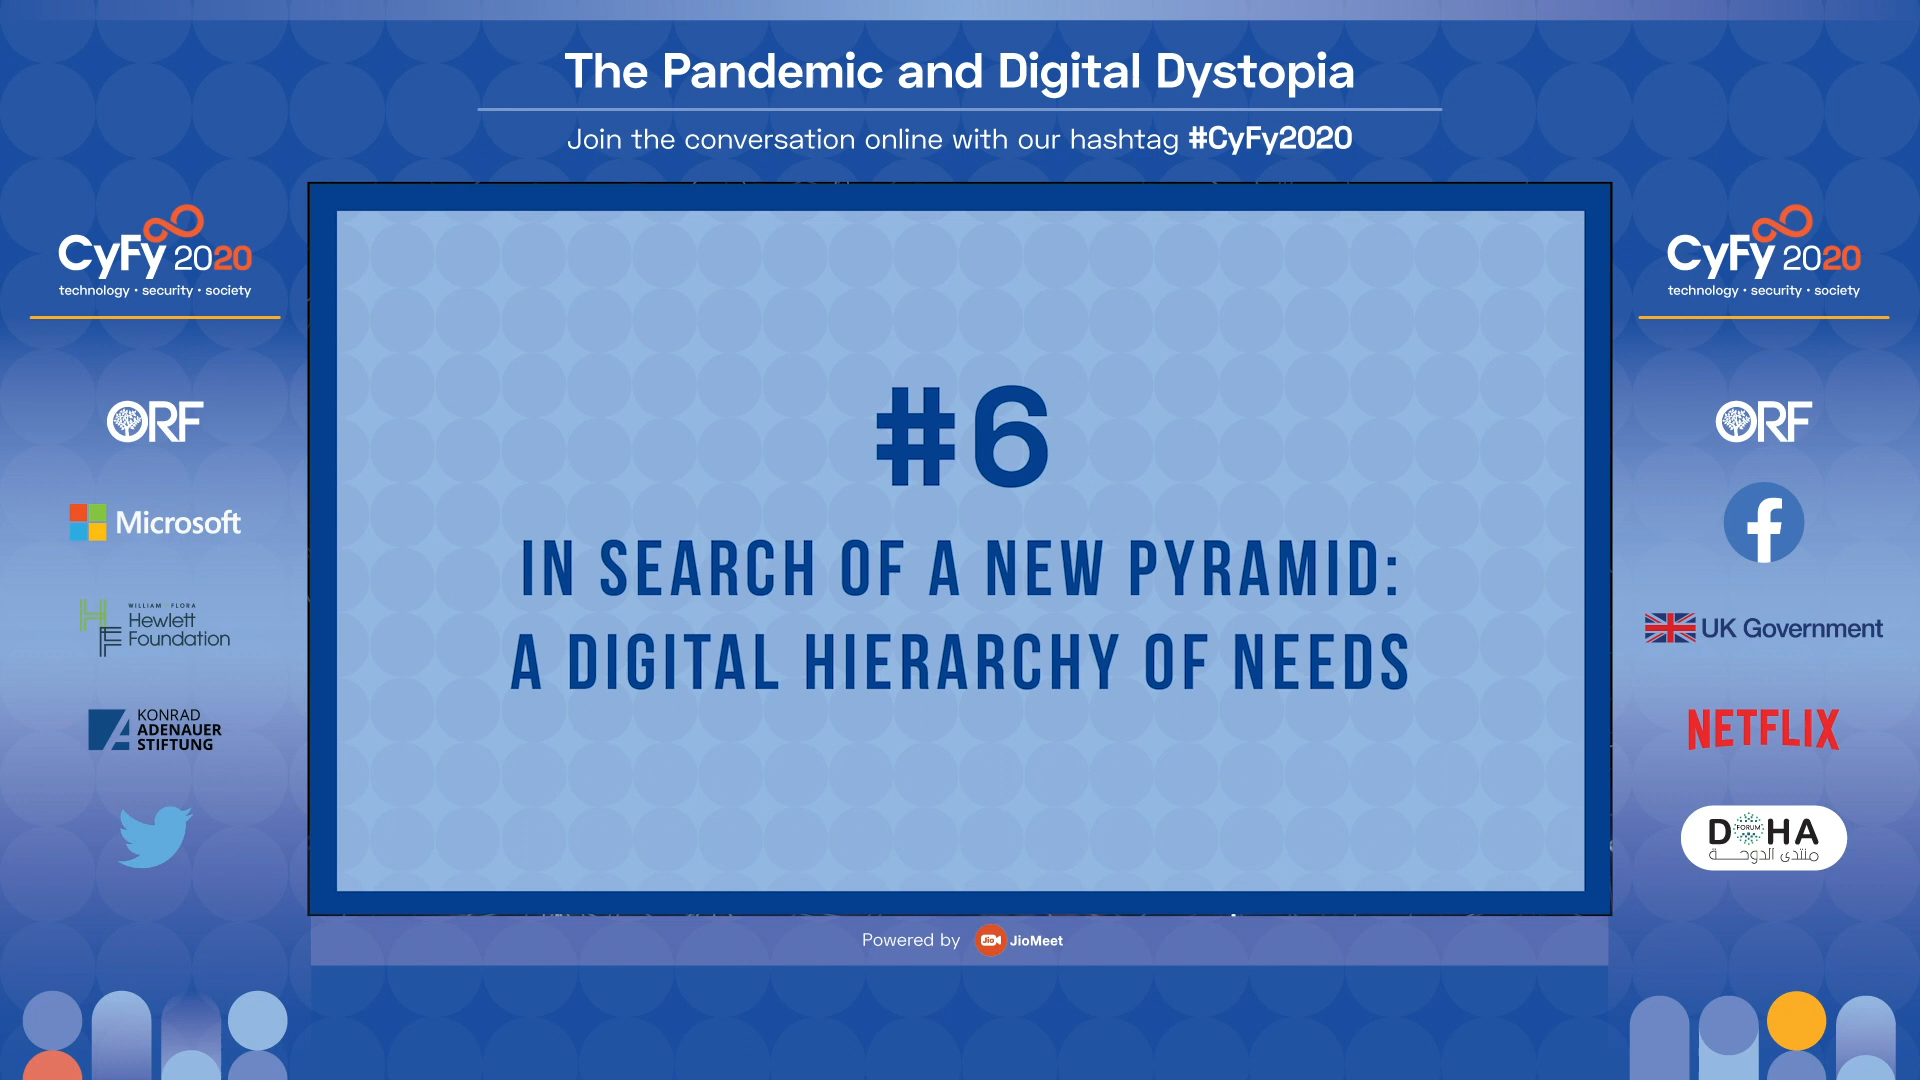 The Pandemic and Digital Dystopia
Join the conversation online with our hashtag #CyFy2020
CyFy 2020
technology • security • society
ORF
Microsoft
WILLIAM FLORA
Hewlett
Foundation
KONRAD
ADENAUER
STIFTUNG
#6
IN SEARCH OF A NEW PYRAMID:
A DIGITAL HIERARCHY OF NEEDS
CyFy 2020
technology • security • society
ORF
UK Government
NETFLIX
DOHA
FORUM
منتدى الدوحة
Powered by Jio JioMeet